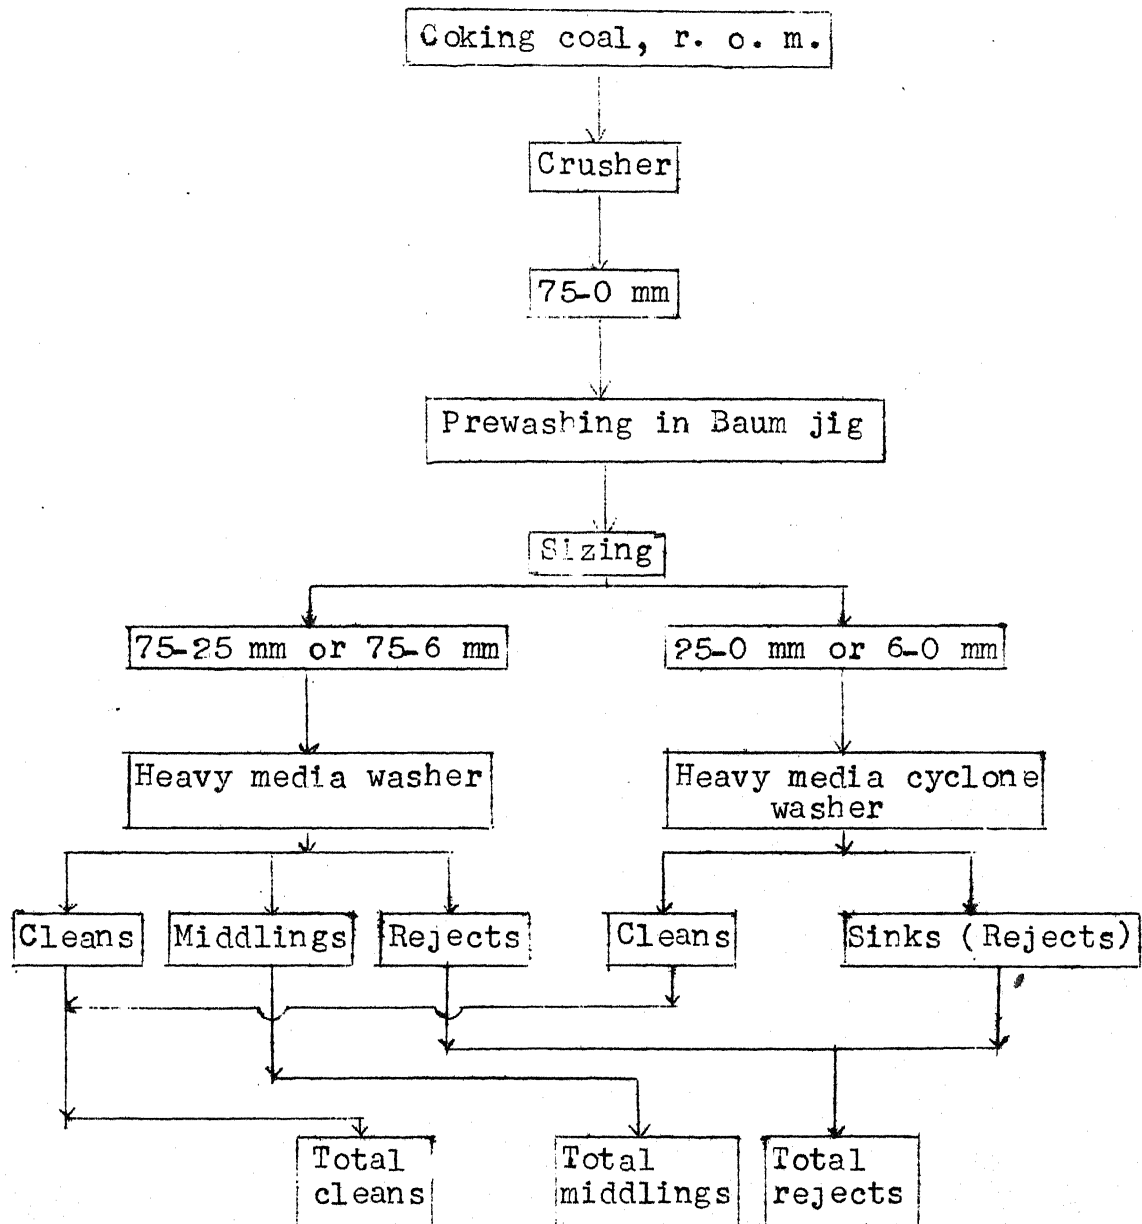 Coking coal, r. o. m.
Crusher
75-0 mm
Prewashing in Baum jig
Sizing
75-25 mm or 75-6 mm
25-0 mm or 6-0 mm
Heavy media washer
Heavy media cyclone
washer
Cleans
Middlings
Rejects
Cleans
Sinks (Rejects)
Total
cleans
Total
middlings
Total
rejects